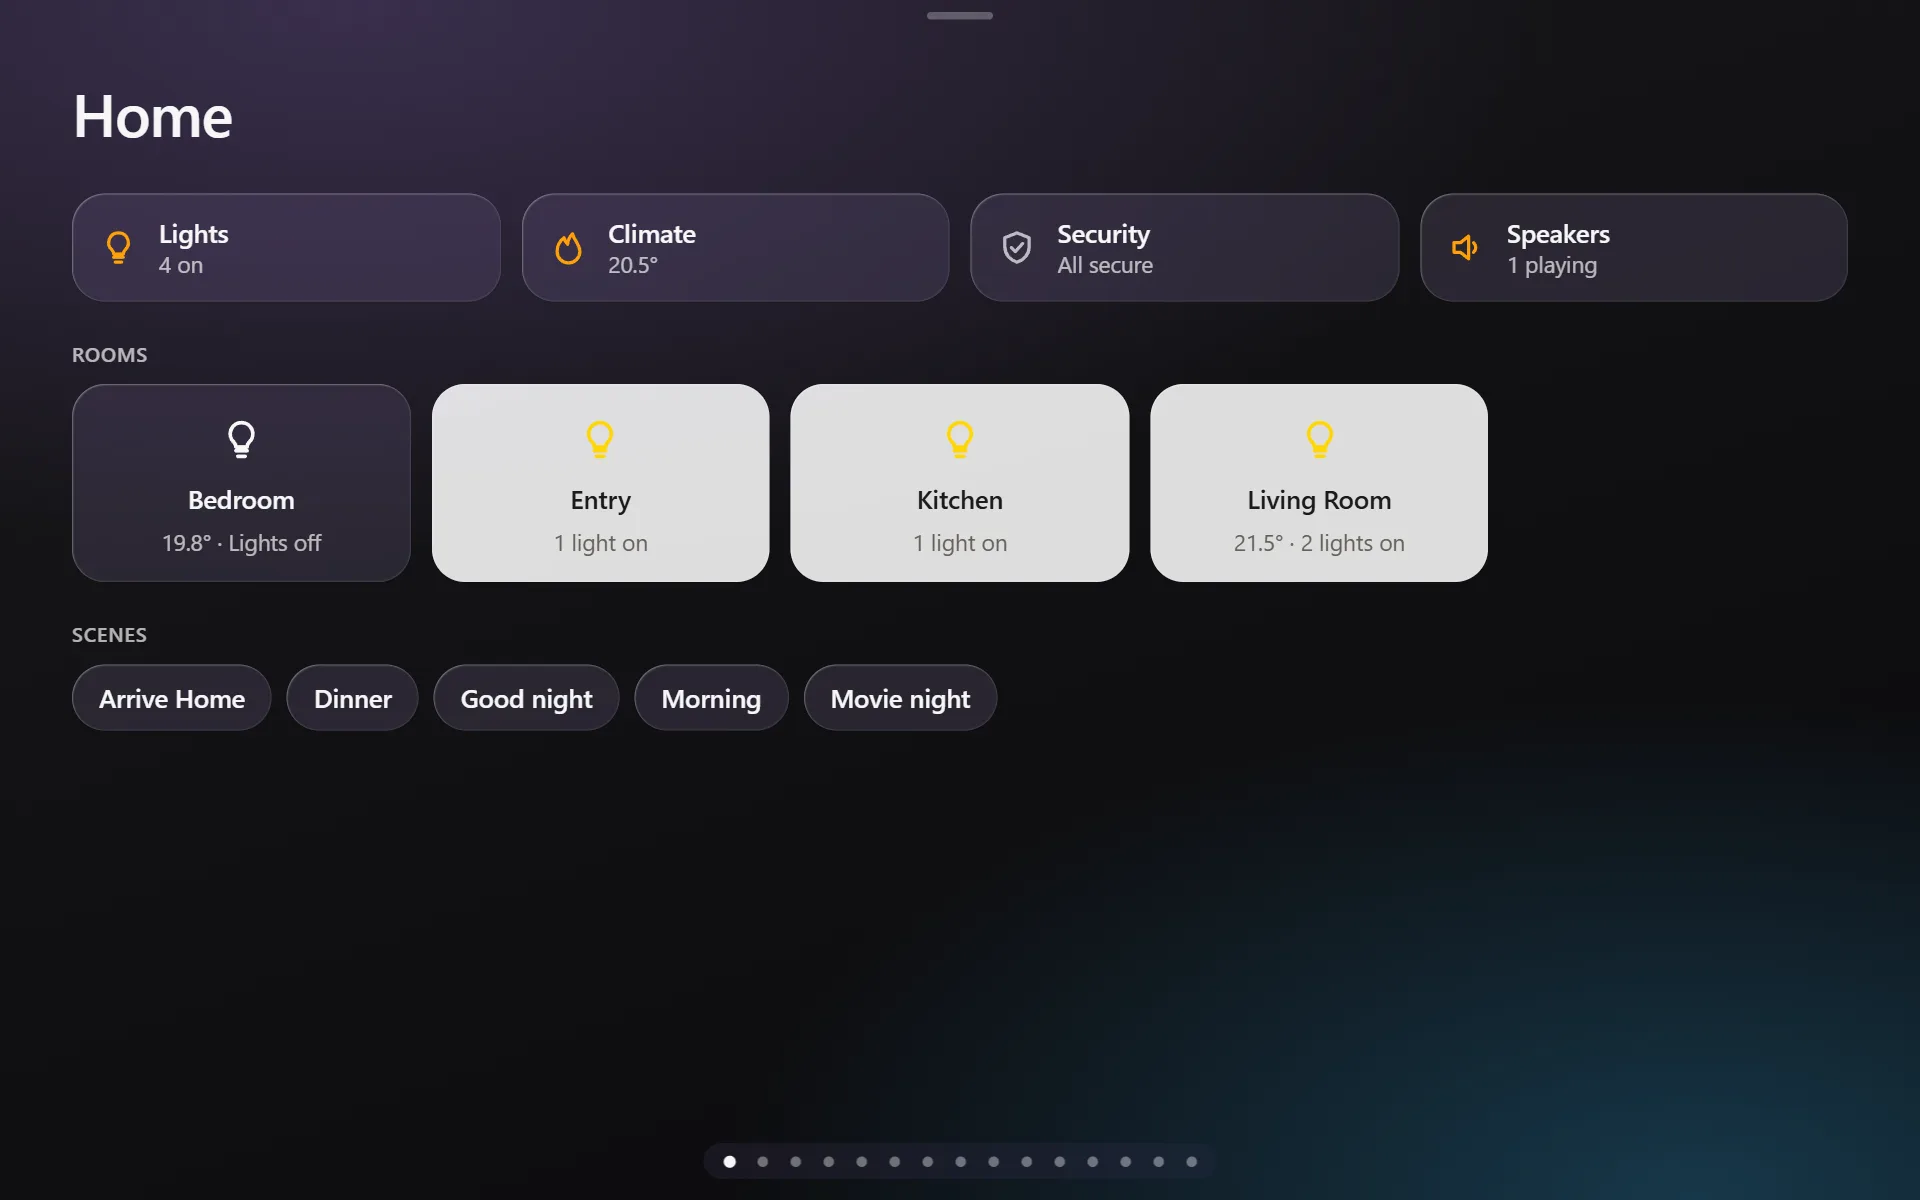 Home
Lights
4 on
Climate
20.5°
Security
All secure
Speakers
1 playing
ROOMS
Bedroom
19.8° · Lights off
Entry
1 light on
Kitchen
1 light on
Living Room
21.5° · 2 lights on
SCENES
Arrive Home
Dinner
Good night
Morning
Movie night